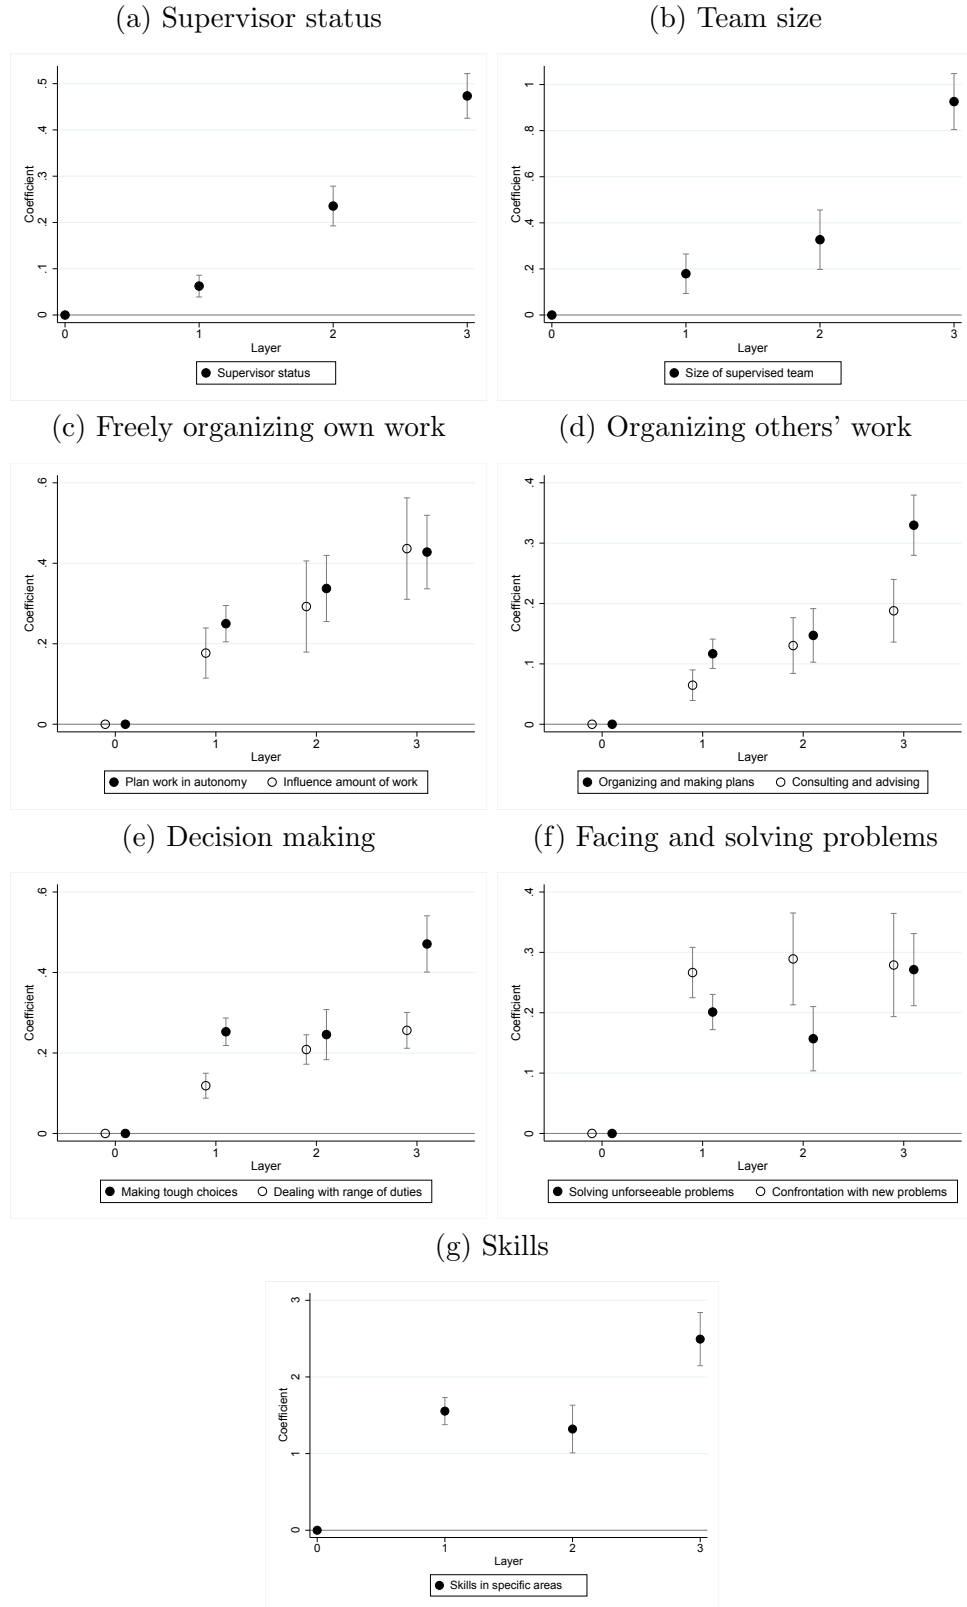 (a) Supervisor status
(b) Team size
Coefficient
0 .1 .2 .3 .4 .5
0 1 2 3
Layer
Supervisor status
Coefficient
0 .2 .4 .6 .8 1
0 1 2 3
Layer
Size of supervised team
(c) Freely organizing own work
(d) Organizing others' work
Coefficient
0 .2 .4 .6
0 1 2 3
Layer
Plan work in autonomy Influence amount of work
Coefficient
0 .1 .2 .3 .4
0 1 2 3
Layer
Organizing and making plans Consulting and advising
(e) Decision making
(f) Facing and solving problems
Coefficient
0 .2 .4 .6
0 1 2 3
Layer
Making tough choices Dealing with range of duties
Coefficient
0 .1 .2 .3 .4
0 1 2 3
Layer
Solving unforseeable problems Confrontation with new problems
(g) Skills
Coefficient
0 1 2 3
0 1 2 3
Layer
Skills in specific areas